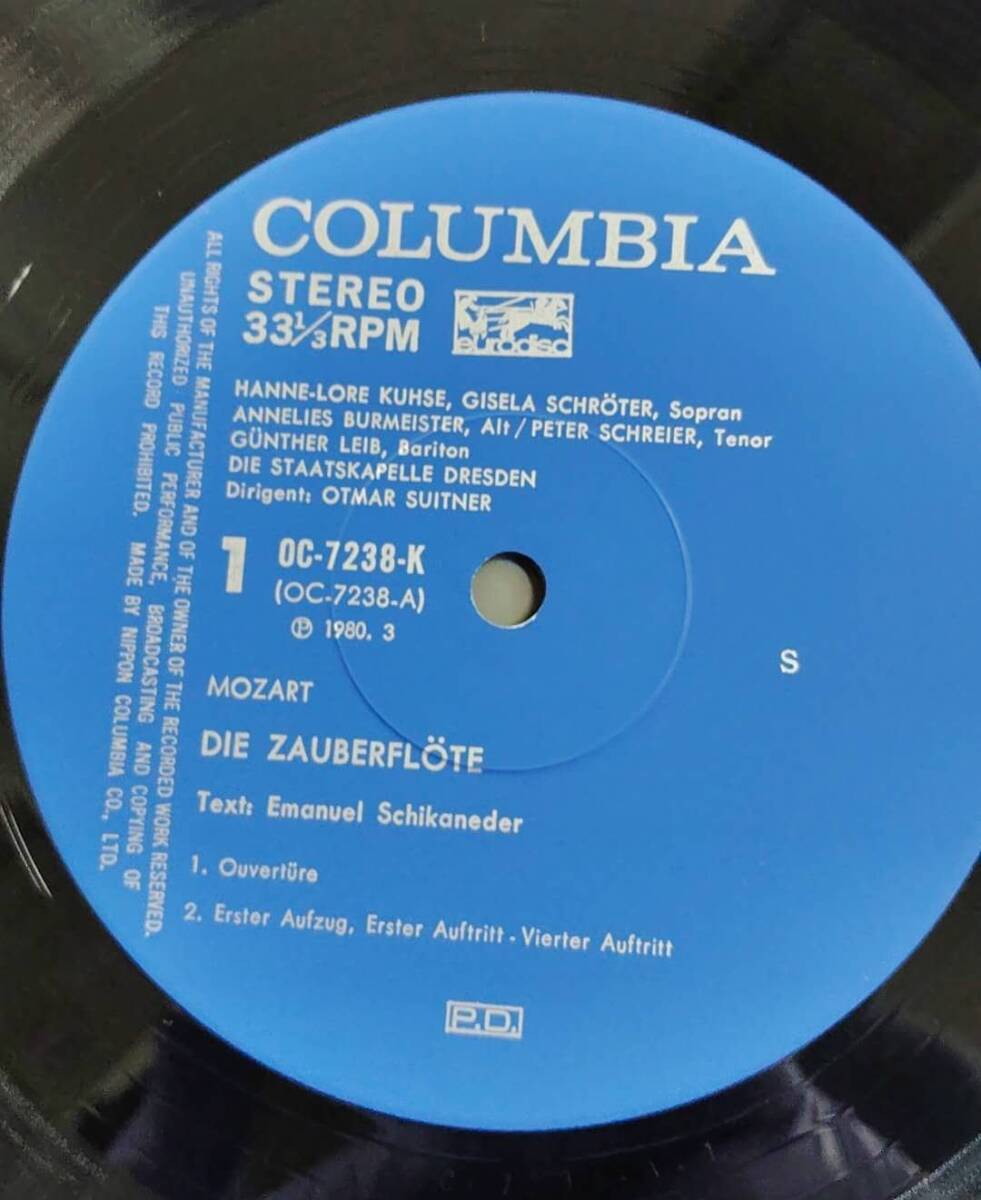 COLUMBIA
STEREO
33⅓RPM
eurodisc
HANNE-LORE KUHSE, GISELA SCHRÖTER, Sopran
ANNELIES BURMEISTER, Alt / PETER SCHREIER, Tenor
GÜNTHER LEIB, Bariton
DIE STAATSKAPELLE DRESDEN
Dirigent: OTMAR SUITNER
1
OC-7238-K
(OC-7238-A)
℗ 1980. 3
S
MOZART
DIE ZAUBERFLÖTE
Text: Emanuel Schikaneder
1. Ouvertüre
2. Erster Aufzug, Erster Auftritt - Vierter Auftritt
P.D.
ALL RIGHTS OF THE MANUFACTURER AND OF THE OWNER OF THE RECORDED WORK RESERVED.
UNAUTHORIZED PUBLIC PERFORMANCE, BROADCASTING AND COPYING OF
THIS RECORD PROHIBITED. MADE BY NIPPON COLUMBIA CO., LTD.